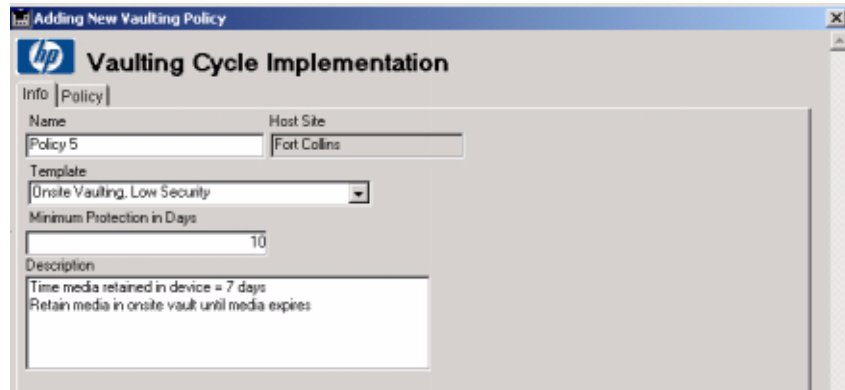 Adding New Vaulting Policy
hp Vaulting Cycle Implementation
Info Policy
Name Host Site
Policy 5 Fort Collins
Template
Onsite Vaulting, Low Security
Minimum Protection in Days
10
Description
Time media retained in device = 7 days
Retain media in onsite vault until media expires